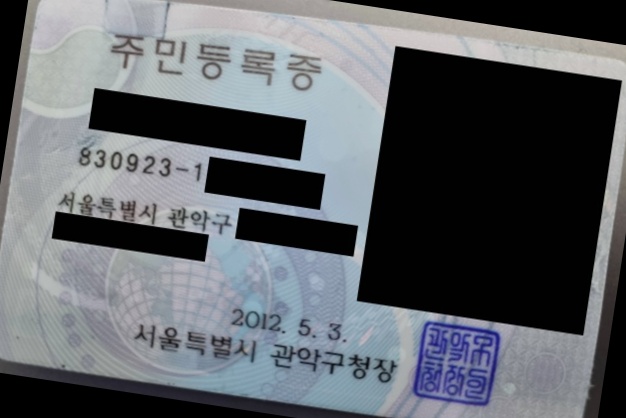 주민등록증
830923-1
서울특별시 관악구
2012. 5. 3.
서울특별시 관악구청장